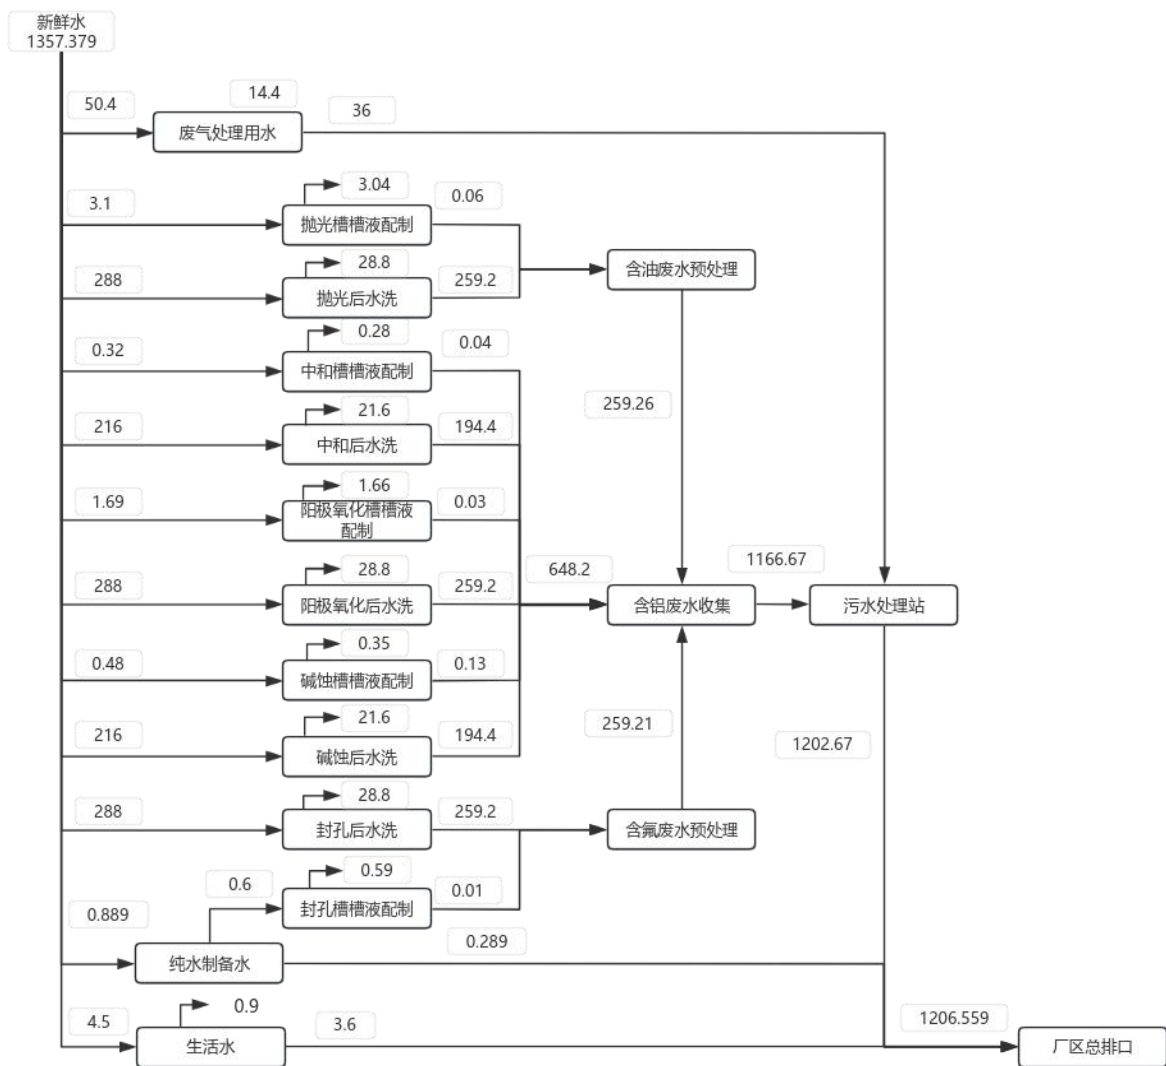 新鲜水
1357.379
50.4
14.4
36
废气处理用水
3.1
3.04
0.06
抛光槽槽液配制
288
28.8
259.2
抛光后水洗
含油废水预处理
0.32
0.28
0.04
中和槽槽液配制
259.26
216
21.6
194.4
中和后水洗
1.69
1.66
0.03
阳极氧化槽槽液
配制
288
28.8
259.2
阳极氧化后水洗
648.2
含铝废水收集
1166.67
污水处理站
0.48
0.35
0.13
碱蚀槽槽液配制
259.21
216
21.6
194.4
碱蚀后水洗
1202.67
288
28.8
259.2
封孔后水洗
含氟废水预处理
0.6
0.59
0.01
封孔槽槽液配制
0.889
0.289
纯水制备水
4.5
0.9
3.6
生活水
1206.559
厂区总排口